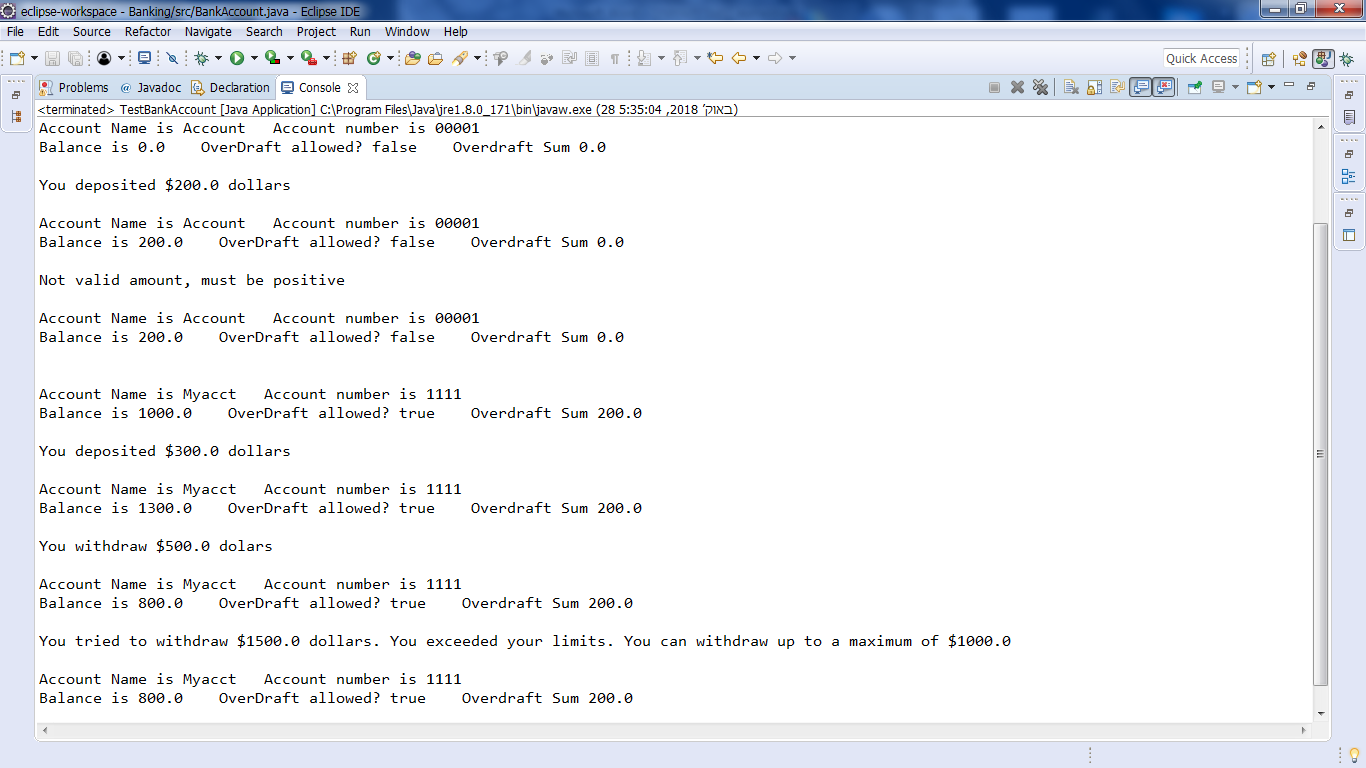 eclipse-workspace - Banking/src/BankAccount.java - Eclipse IDE
File Edit Source Refactor Navigate Search Project Run Window Help
Quick Access
Problems @ Javadoc Declaration Console
<terminated> TestBankAccount [Java Application] C:\Program Files\Java\jre1.8.0_171\bin\javaw.exe (28 באוק׳ 2018, 5:35:04)
Account Name is Account   Account number is 00001
Balance is 0.0    OverDraft allowed? false    Overdraft Sum 0.0
You deposited $200.0 dollars
Account Name is Account   Account number is 00001
Balance is 200.0    OverDraft allowed? false    Overdraft Sum 0.0
Not valid amount, must be positive
Account Name is Account   Account number is 00001
Balance is 200.0    OverDraft allowed? false    Overdraft Sum 0.0
Account Name is Myacct   Account number is 1111
Balance is 1000.0    OverDraft allowed? true    Overdraft Sum 200.0
You deposited $300.0 dollars
Account Name is Myacct   Account number is 1111
Balance is 1300.0    OverDraft allowed? true    Overdraft Sum 200.0
You withdraw $500.0 dolars
Account Name is Myacct   Account number is 1111
Balance is 800.0    OverDraft allowed? true    Overdraft Sum 200.0
You tried to withdraw $1500.0 dollars. You exceeded your limits. You can withdraw up to a maximum of $1000.0
Account Name is Myacct   Account number is 1111
Balance is 800.0    OverDraft allowed? true    Overdraft Sum 200.0